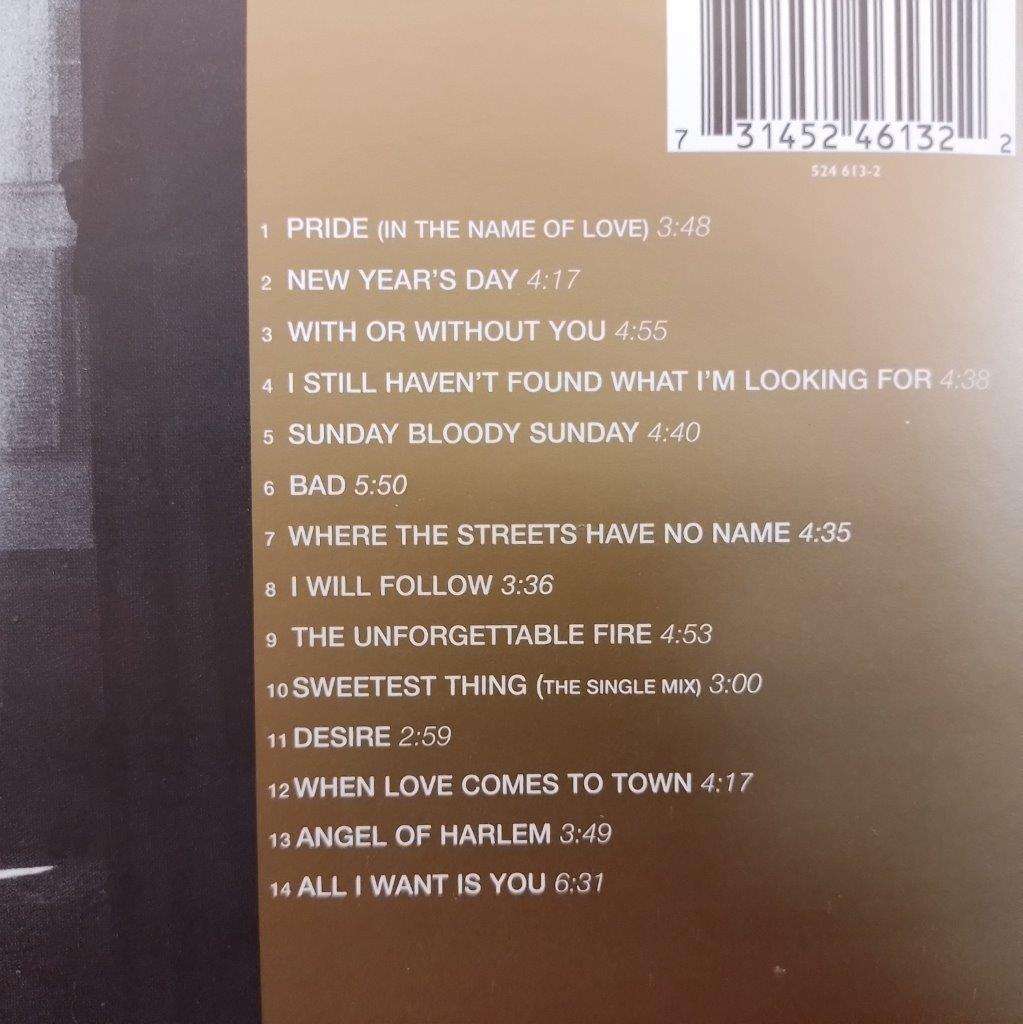 7 31452 46132 2
524 613-2
1 PRIDE (IN THE NAME OF LOVE) 3:48
2 NEW YEAR'S DAY 4:17
3 WITH OR WITHOUT YOU 4:55
4 I STILL HAVEN'T FOUND WHAT I'M LOOKING FOR 4:38
5 SUNDAY BLOODY SUNDAY 4:40
6 BAD 5:50
7 WHERE THE STREETS HAVE NO NAME 4:35
8 I WILL FOLLOW 3:36
9 THE UNFORGETTABLE FIRE 4:53
10 SWEETEST THING (THE SINGLE MIX) 3:00
11 DESIRE 2:59
12 WHEN LOVE COMES TO TOWN 4:17
13 ANGEL OF HARLEM 3:49
14 ALL I WANT IS YOU 6:31